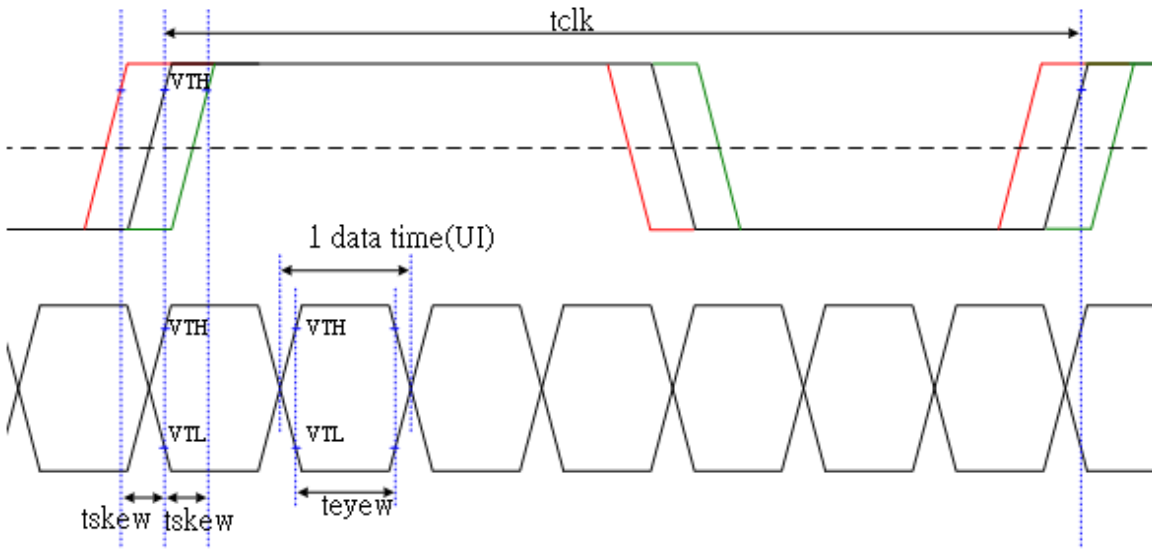 tclk
VTH
1 data time(UI)
VTH
VTH
VTL
VTL
tskew
tskew
teyew